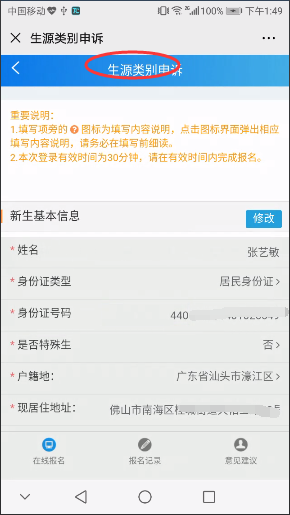 中国移动 100% 下午1:49
生源类别申诉
生源类别申诉
重要说明：
1.填写项旁的 ? 图标为填写内容说明，点击图标界面弹出相应
填写内容说明，请务必在填写前细读。
2.本次登录有效时间为30分钟，请在有效时间内完成报名。
新生基本信息 修改
* 姓名 张艺敏
* 身份证类型 居民身份证
* 身份证号码 440
* 是否特殊生 否
* 户籍地： 广东省汕头市濠江区
* 现居住地址： 佛山市南海区
在线报名 报名记录 意见建议